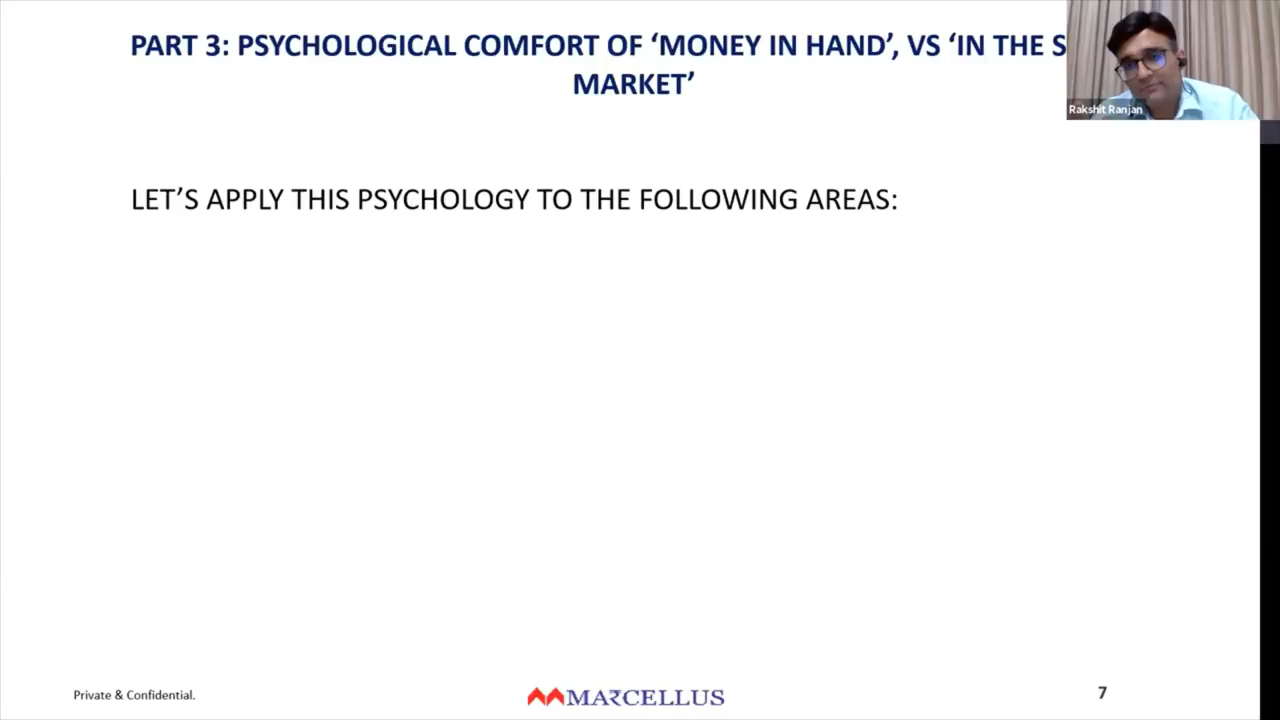 PART 3: PSYCHOLOGICAL COMFORT OF ‘MONEY IN HAND’, VS ‘IN THE S
MARKET’
Rakshit Ranjan
LET’S APPLY THIS PSYCHOLOGY TO THE FOLLOWING AREAS:
Private & Confidential.
MARCELLUS
7